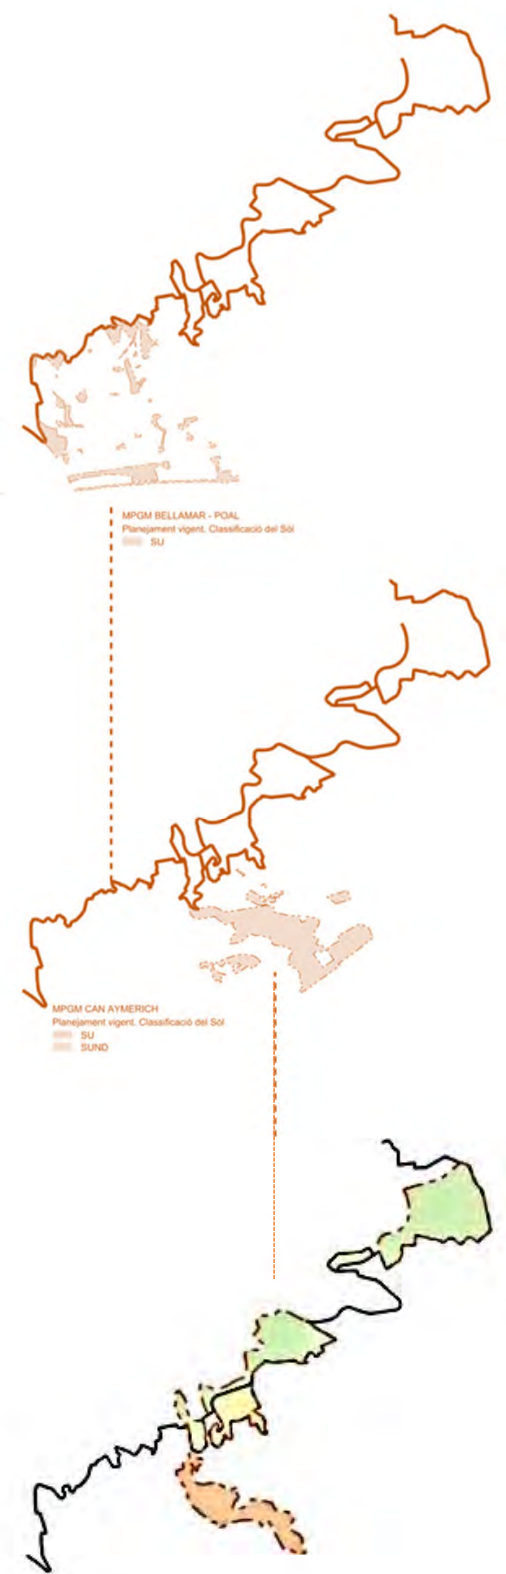 MPGM BELLAMAR - POAL
Planejament vigent. Classificació del Sòl
SU
MPGM CAN AYMERICH
Planejament vigent. Classificació del Sòl
SU
SUND